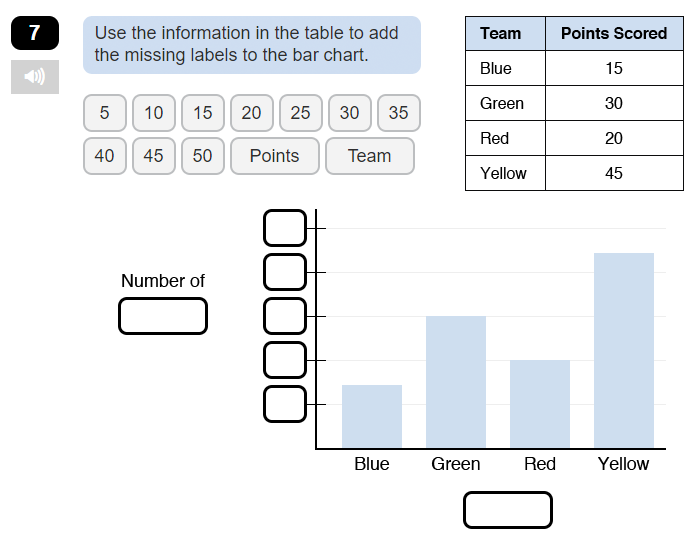 7
Use the information in the table to add
the missing labels to the bar chart.
5 10 15 20 25 30 35
40 45 50 Points Team
Team Points Scored
Blue 15
Green 30
Red 20
Yellow 45
Number of
Blue Green Red Yellow